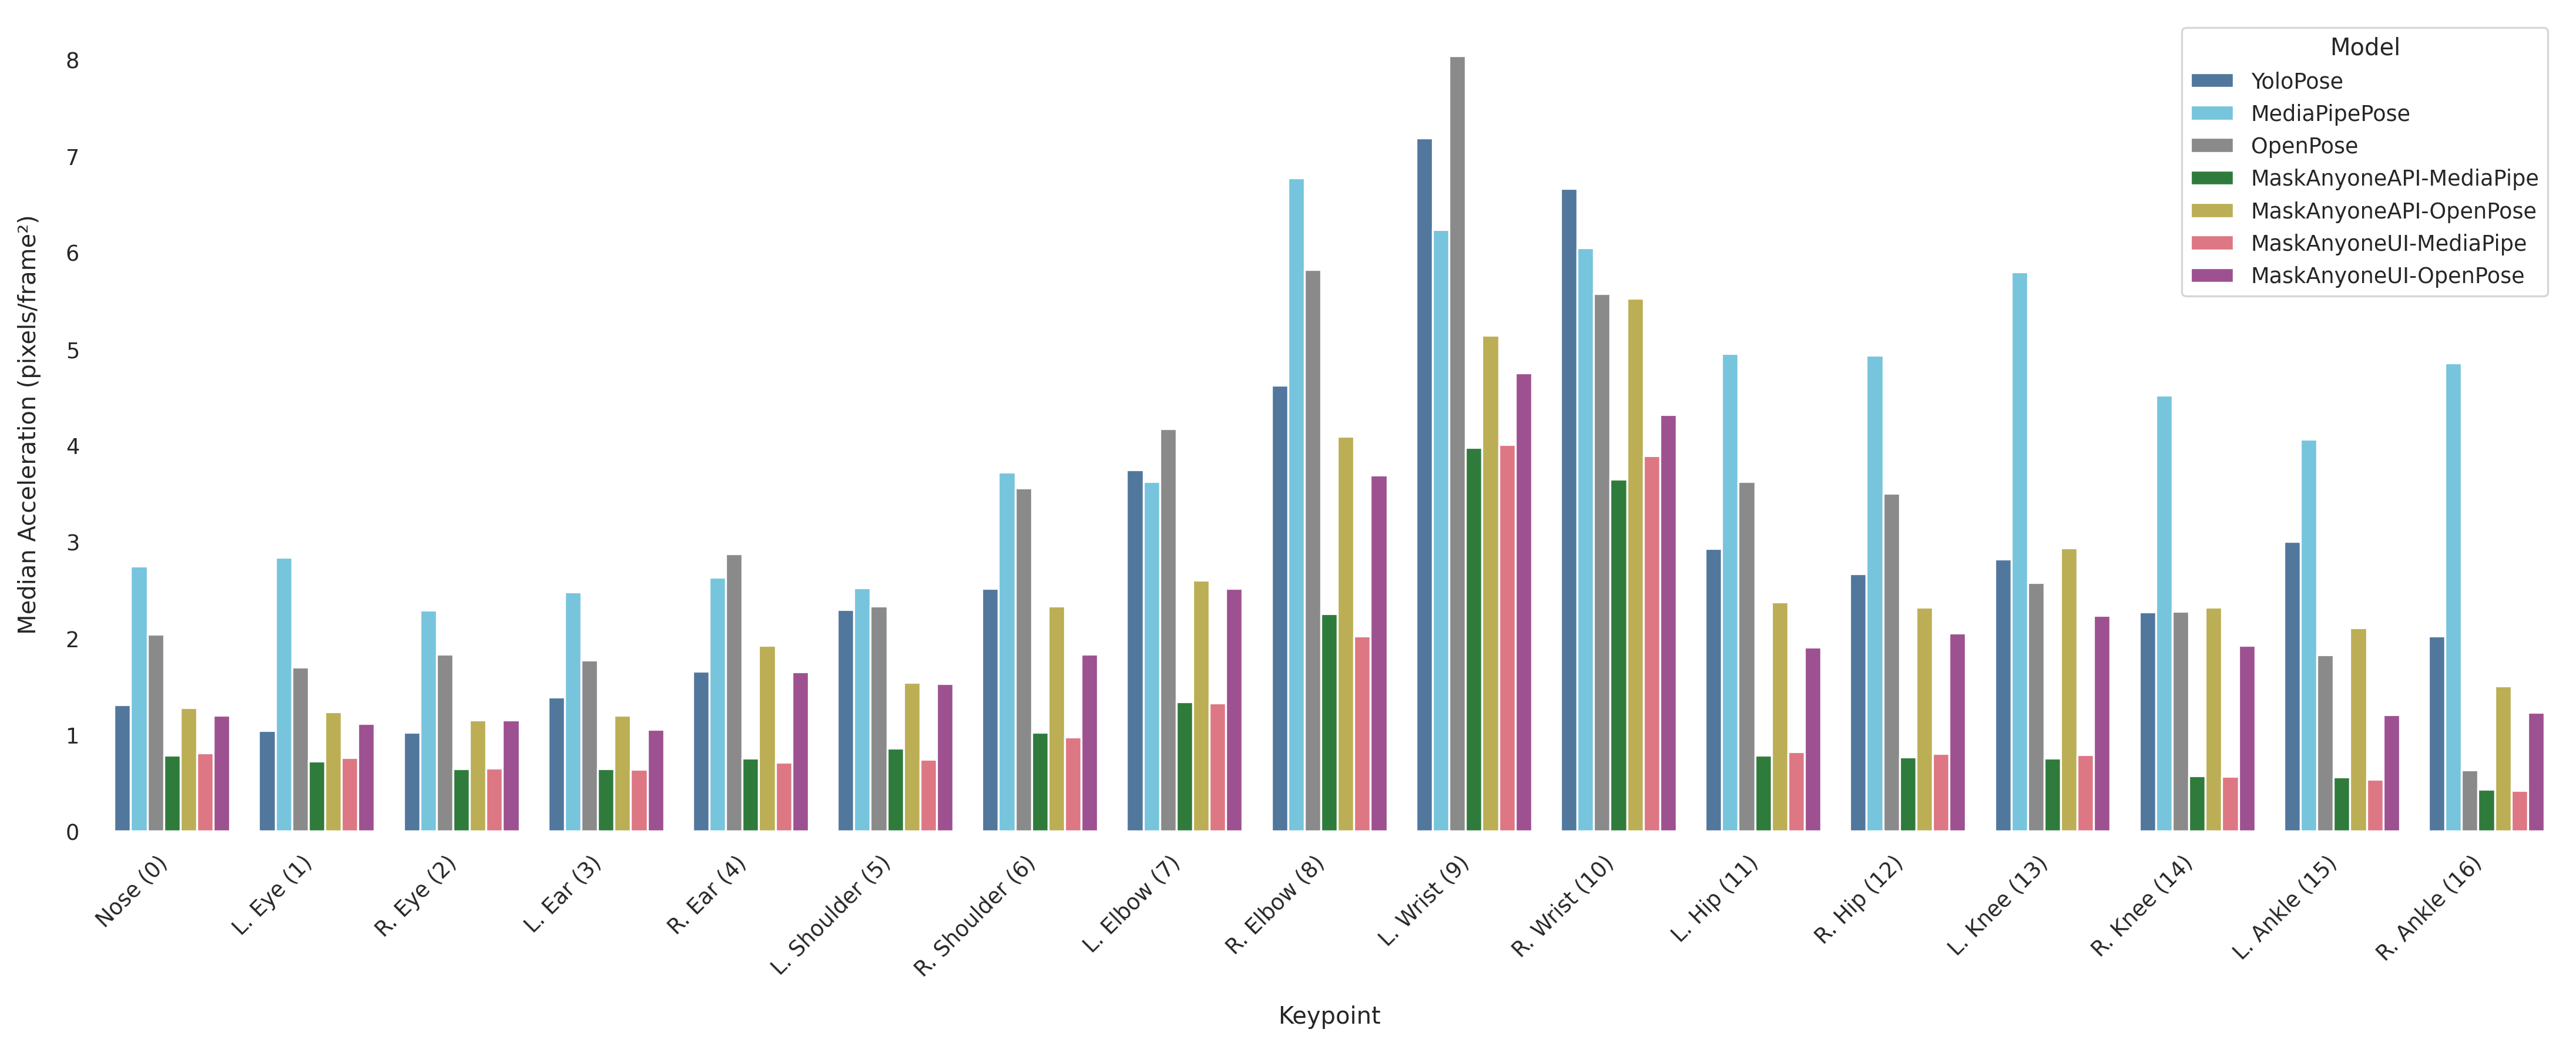 Model
YoloPose
MediaPipePose
OpenPose
MaskAnyoneAPI-MediaPipe
MaskAnyoneAPI-OpenPose
MaskAnyoneUI-MediaPipe
MaskAnyoneUI-OpenPose
Median Acceleration (pixels/frame²)
8
7
6
5
4
3
2
1
0
Nose (0)
L. Eye (1)
R. Eye (2)
L. Ear (3)
R. Ear (4)
L. Shoulder (5)
R. Shoulder (6)
L. Elbow (7)
R. Elbow (8)
L. Wrist (9)
R. Wrist (10)
L. Hip (11)
R. Hip (12)
L. Knee (13)
R. Knee (14)
L. Ankle (15)
R. Ankle (16)
Keypoint